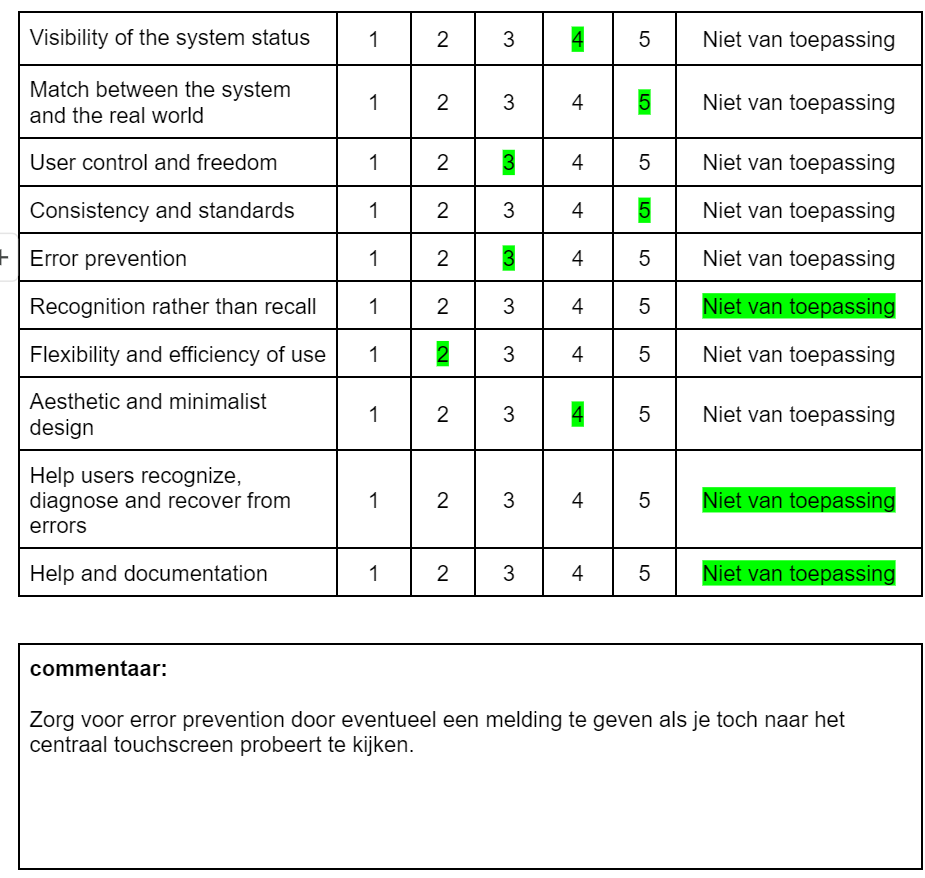 Visibility of the system status 1 2 3 4 5 Niet van toepassing
Match between the system
and the real world 1 2 3 4 5 Niet van toepassing
User control and freedom 1 2 3 4 5 Niet van toepassing
Consistency and standards 1 2 3 4 5 Niet van toepassing
Error prevention 1 2 3 4 5 Niet van toepassing
Recognition rather than recall 1 2 3 4 5 Niet van toepassing
Flexibility and efficiency of use 1 2 3 4 5 Niet van toepassing
Aesthetic and minimalist
design 1 2 3 4 5 Niet van toepassing
Help users recognize,
diagnose and recover from 1 2 3 4 5 Niet van toepassing
errors
Help and documentation 1 2 3 4 5 Niet van toepassing
commentaar:
Zorg voor error prevention door eventueel een melding te geven als je toch naar het
centraal touchscreen probeert te kijken.